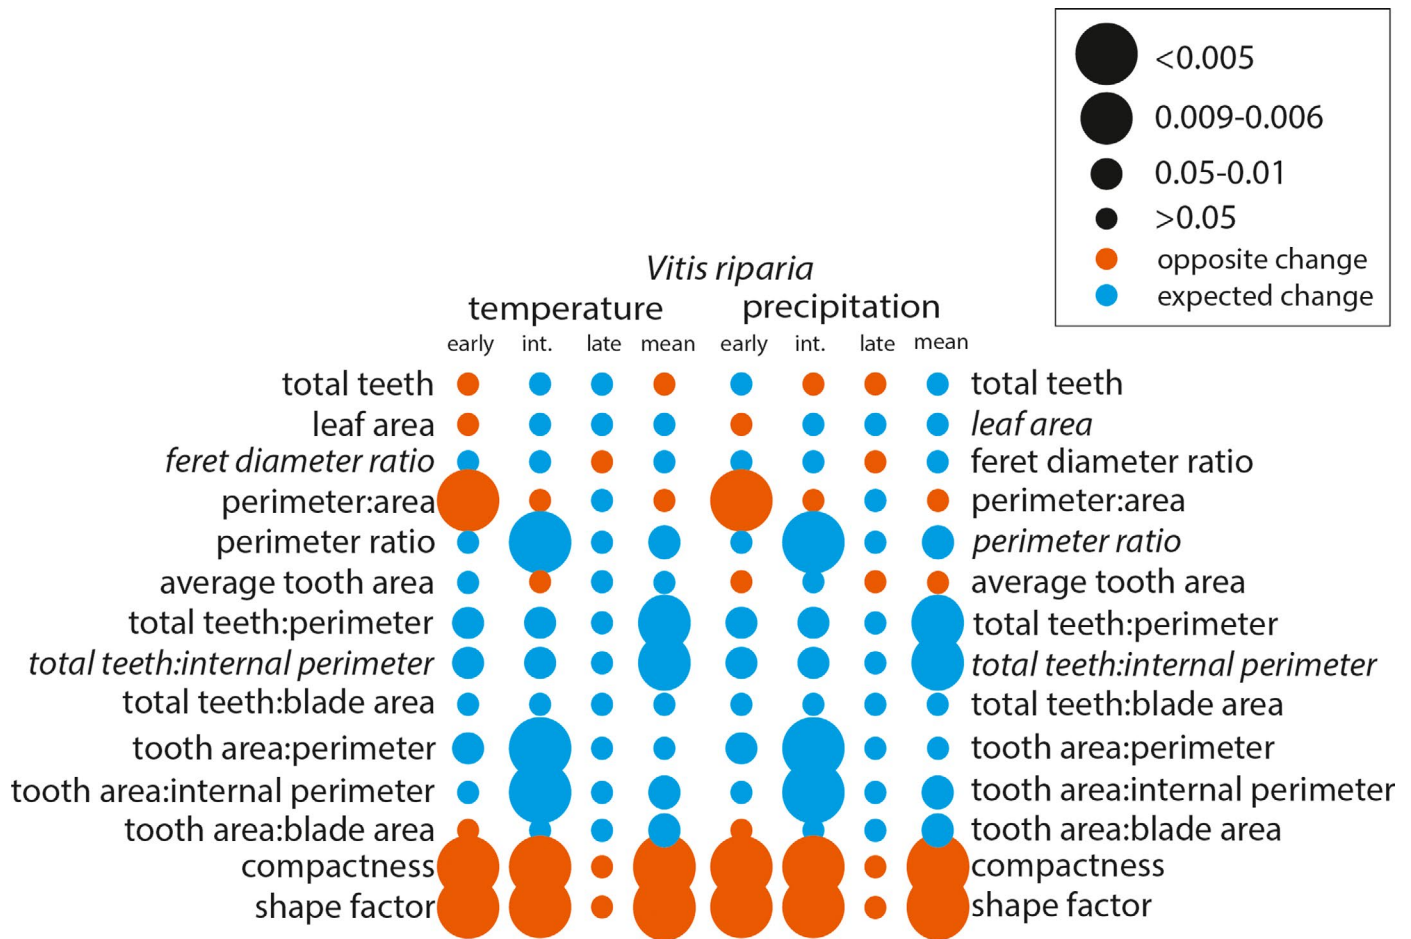 <0.005
0.009-0.006
0.05-0.01
>0.05
opposite change
expected change
Vitis riparia
temperature precipitation
early int. late mean early int. late mean
total teeth total teeth
leaf area leaf area
feret diameter ratio feret diameter ratio
perimeter:area perimeter:area
perimeter ratio perimeter ratio
average tooth area average tooth area
total teeth:perimeter total teeth:perimeter
total teeth:internal perimeter total teeth:internal perimeter
total teeth:blade area total teeth:blade area
tooth area:perimeter tooth area:perimeter
tooth area:internal perimeter tooth area:internal perimeter
tooth area:blade area tooth area:blade area
compactness compactness
shape factor shape factor